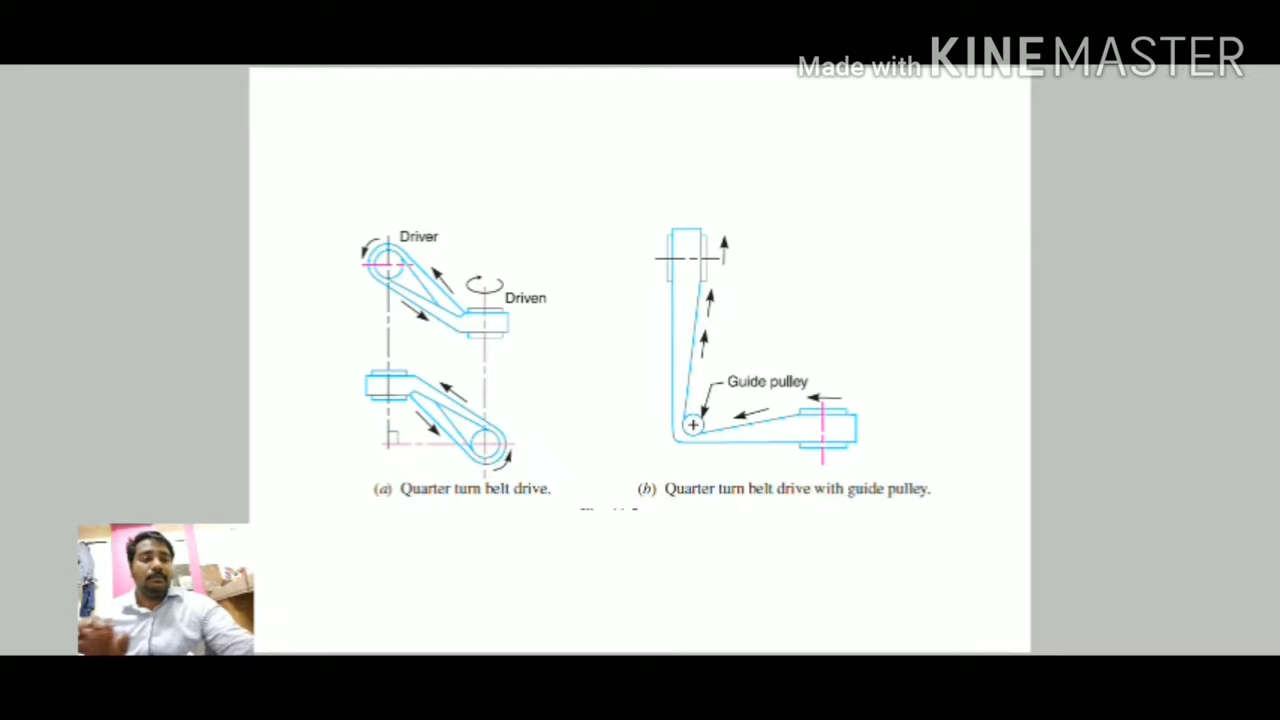 Made with KINEMASTER
Driver
Driven
Guide pulley
(a) Quarter turn belt drive.
(b) Quarter turn belt drive with guide pulley.